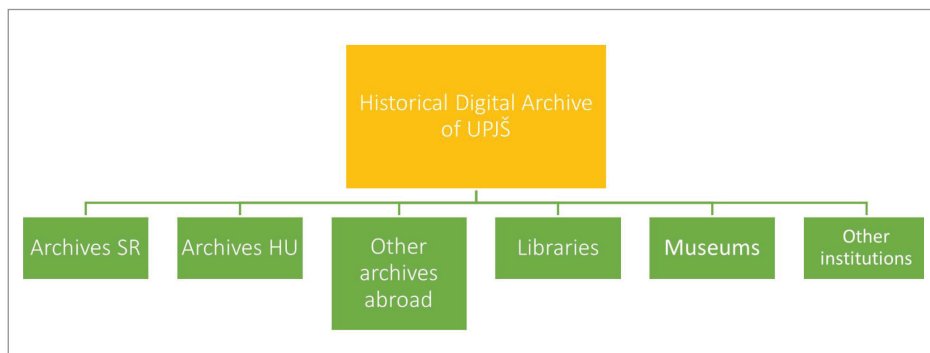 Historical Digital Archive
of UPJŠ
Archives SR
Archives HU
Other
archives
abroad
Libraries
Museums
Other
institutions